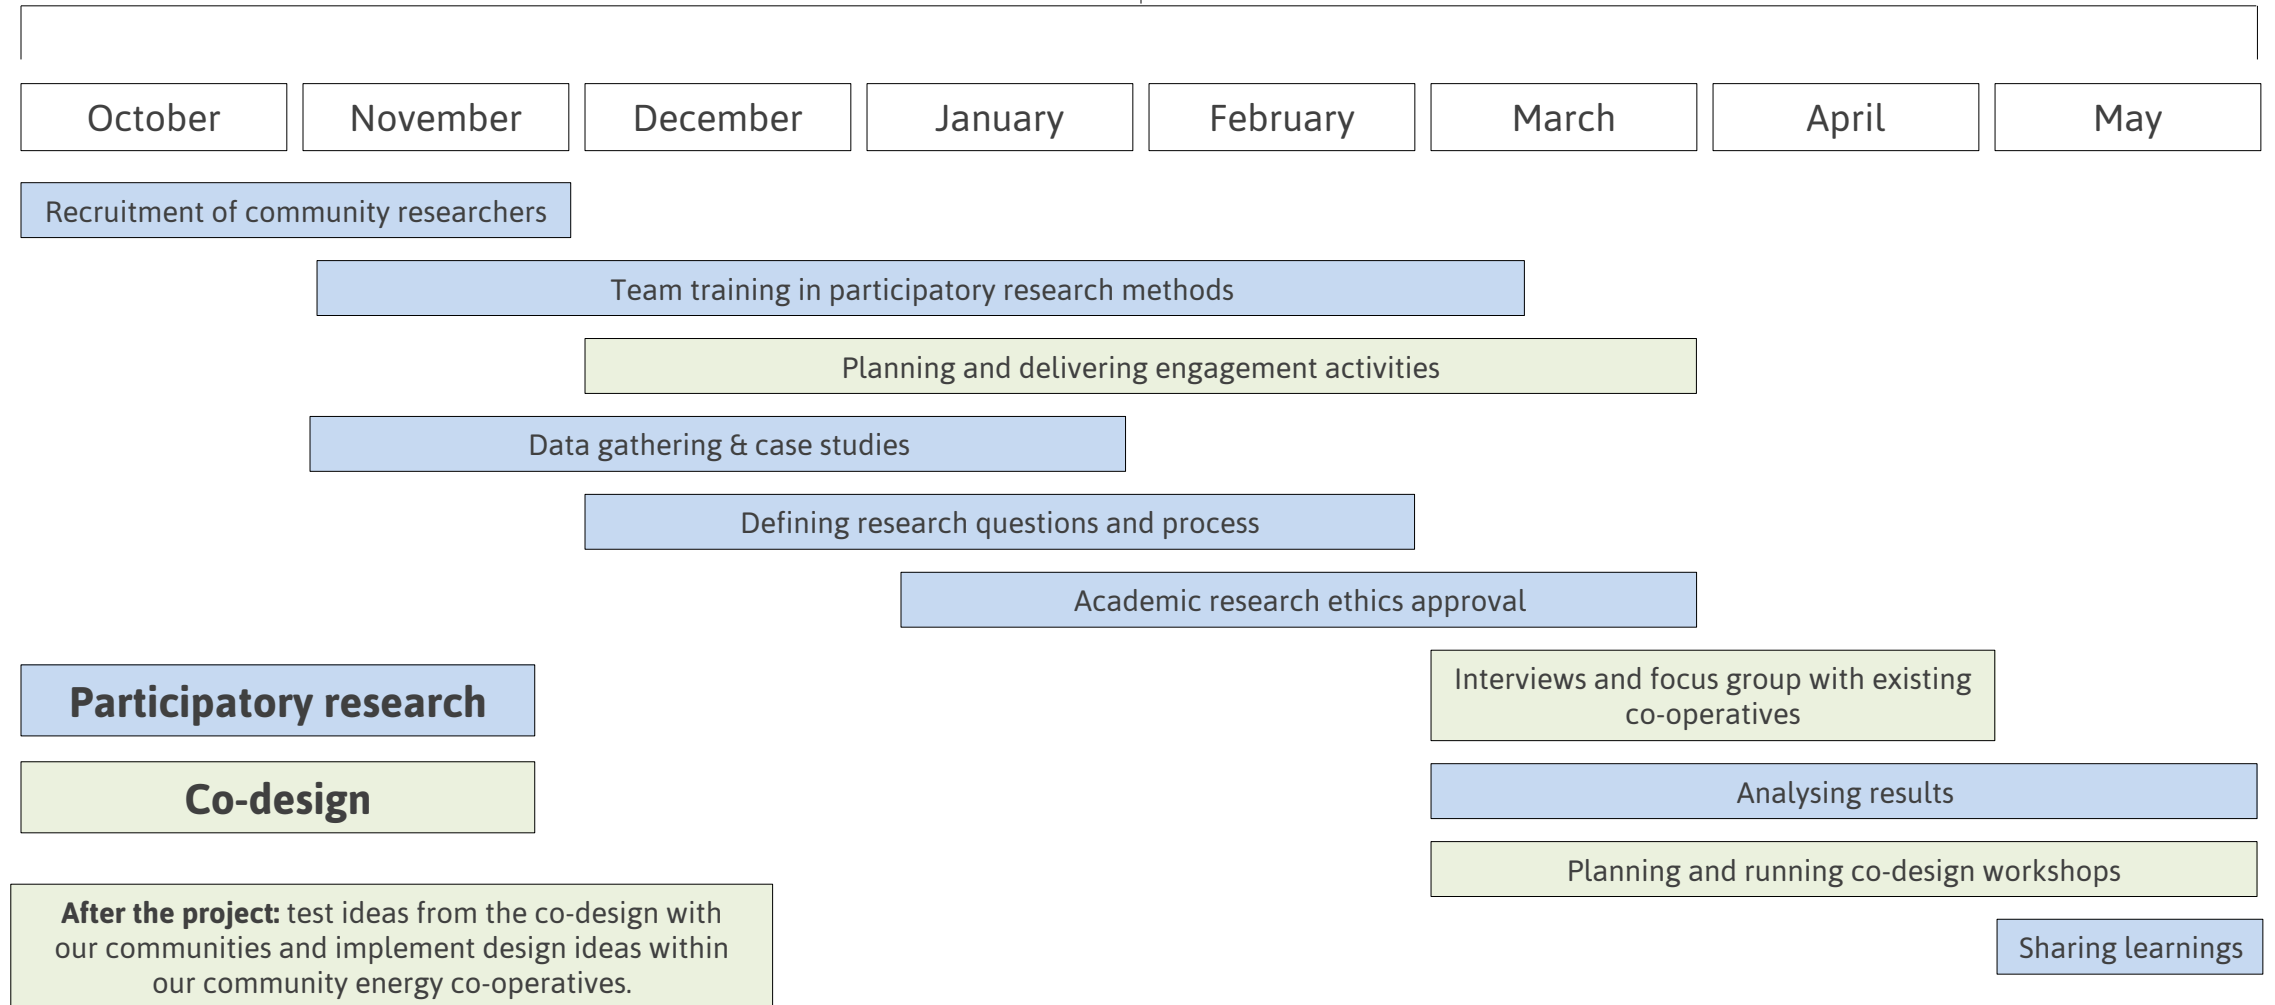 October
November
December
January
February
March
April
May
Recruitment of community researchers
Team training in participatory research methods
Planning and delivering engagement activities
Data gathering & case studies
Defining research questions and process
Academic research ethics approval
Interviews and focus group with existing
co-operatives
Participatory research
Analysing results
Co-design
Planning and running co-design workshops
After the project: test ideas from the co-design with
our communities and implement design ideas within
our community energy co-operatives.
Sharing learnings